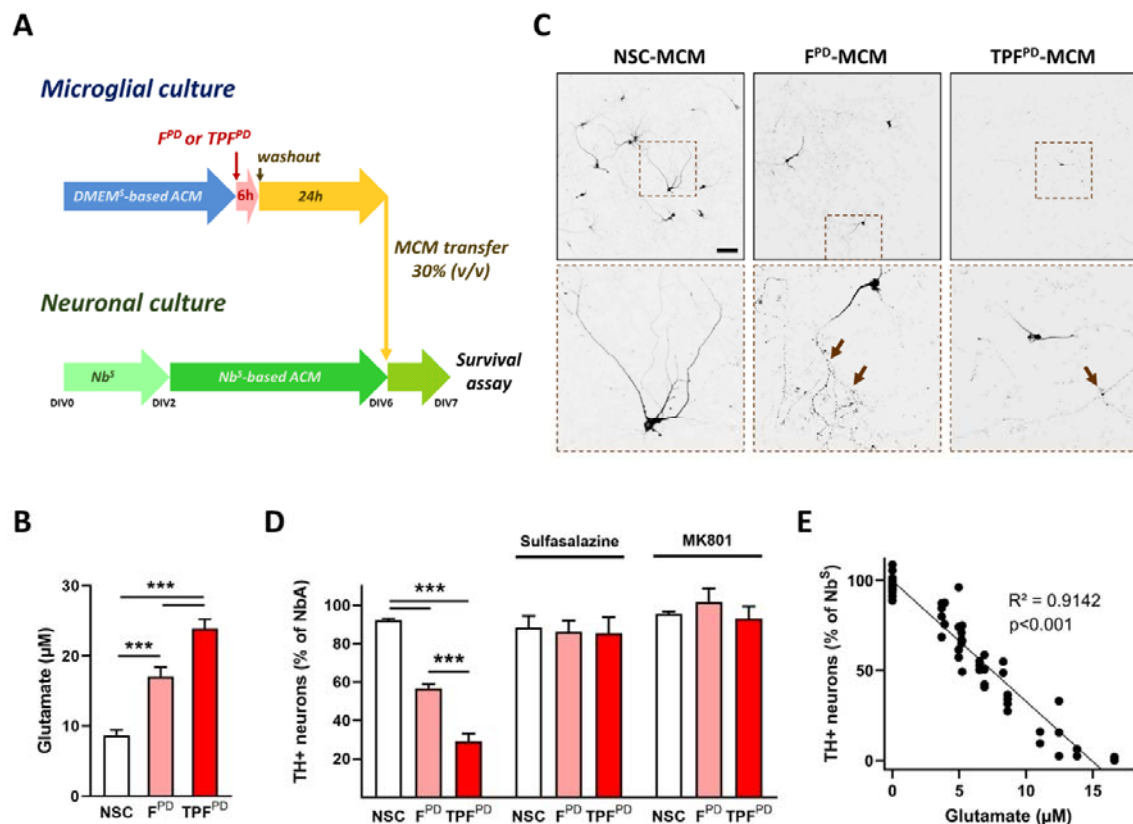 A
Microglial culture
F^PD or TPF^PD
washout
DMEM^S-based ACM
6h
24h
MCM transfer
30% (v/v)
Neuronal culture
Nb^S
Nb^S-based ACM
Survival
assay
DIV0
DIV2
DIV6
DIV7
C
NSC-MCM
F^PD-MCM
TPF^PD-MCM
B
Glutamate (µM)
30
20
10
0
***
***
***
NSC
F^PD
TPF^PD
D
TH+ neurons (% of NbA)
100
80
60
40
20
***
***
***
Sulfasalazine
MK801
NSC F^PD TPF^PD
NSC F^PD TPF^PD
NSC F^PD TPF^PD
E
TH+ neurons (% of Nb^S)
100
50
0
R² = 0.9142
p<0.001
0
5
10
15
Glutamate (µM)